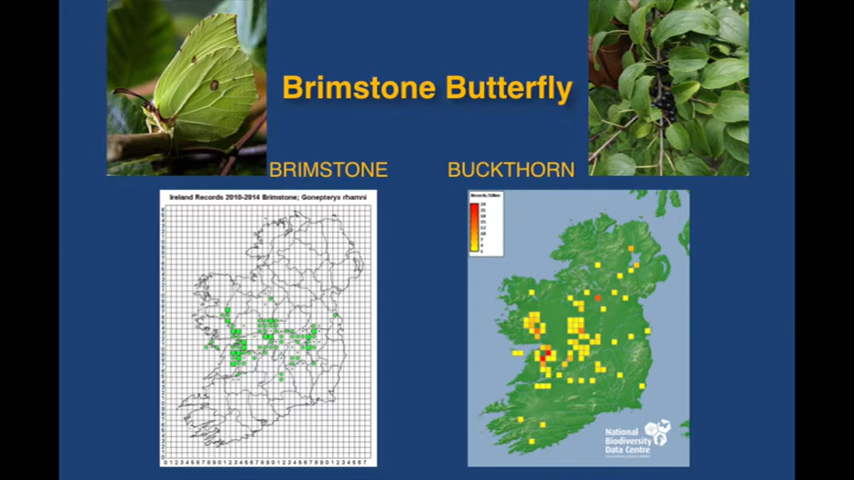 Brimstone Butterfly
BRIMSTONE
BUCKTHORN
Ireland Records 2010-2014 Brimstone; Gonepteryx rhamni
National
Biodiversity
Data Centre